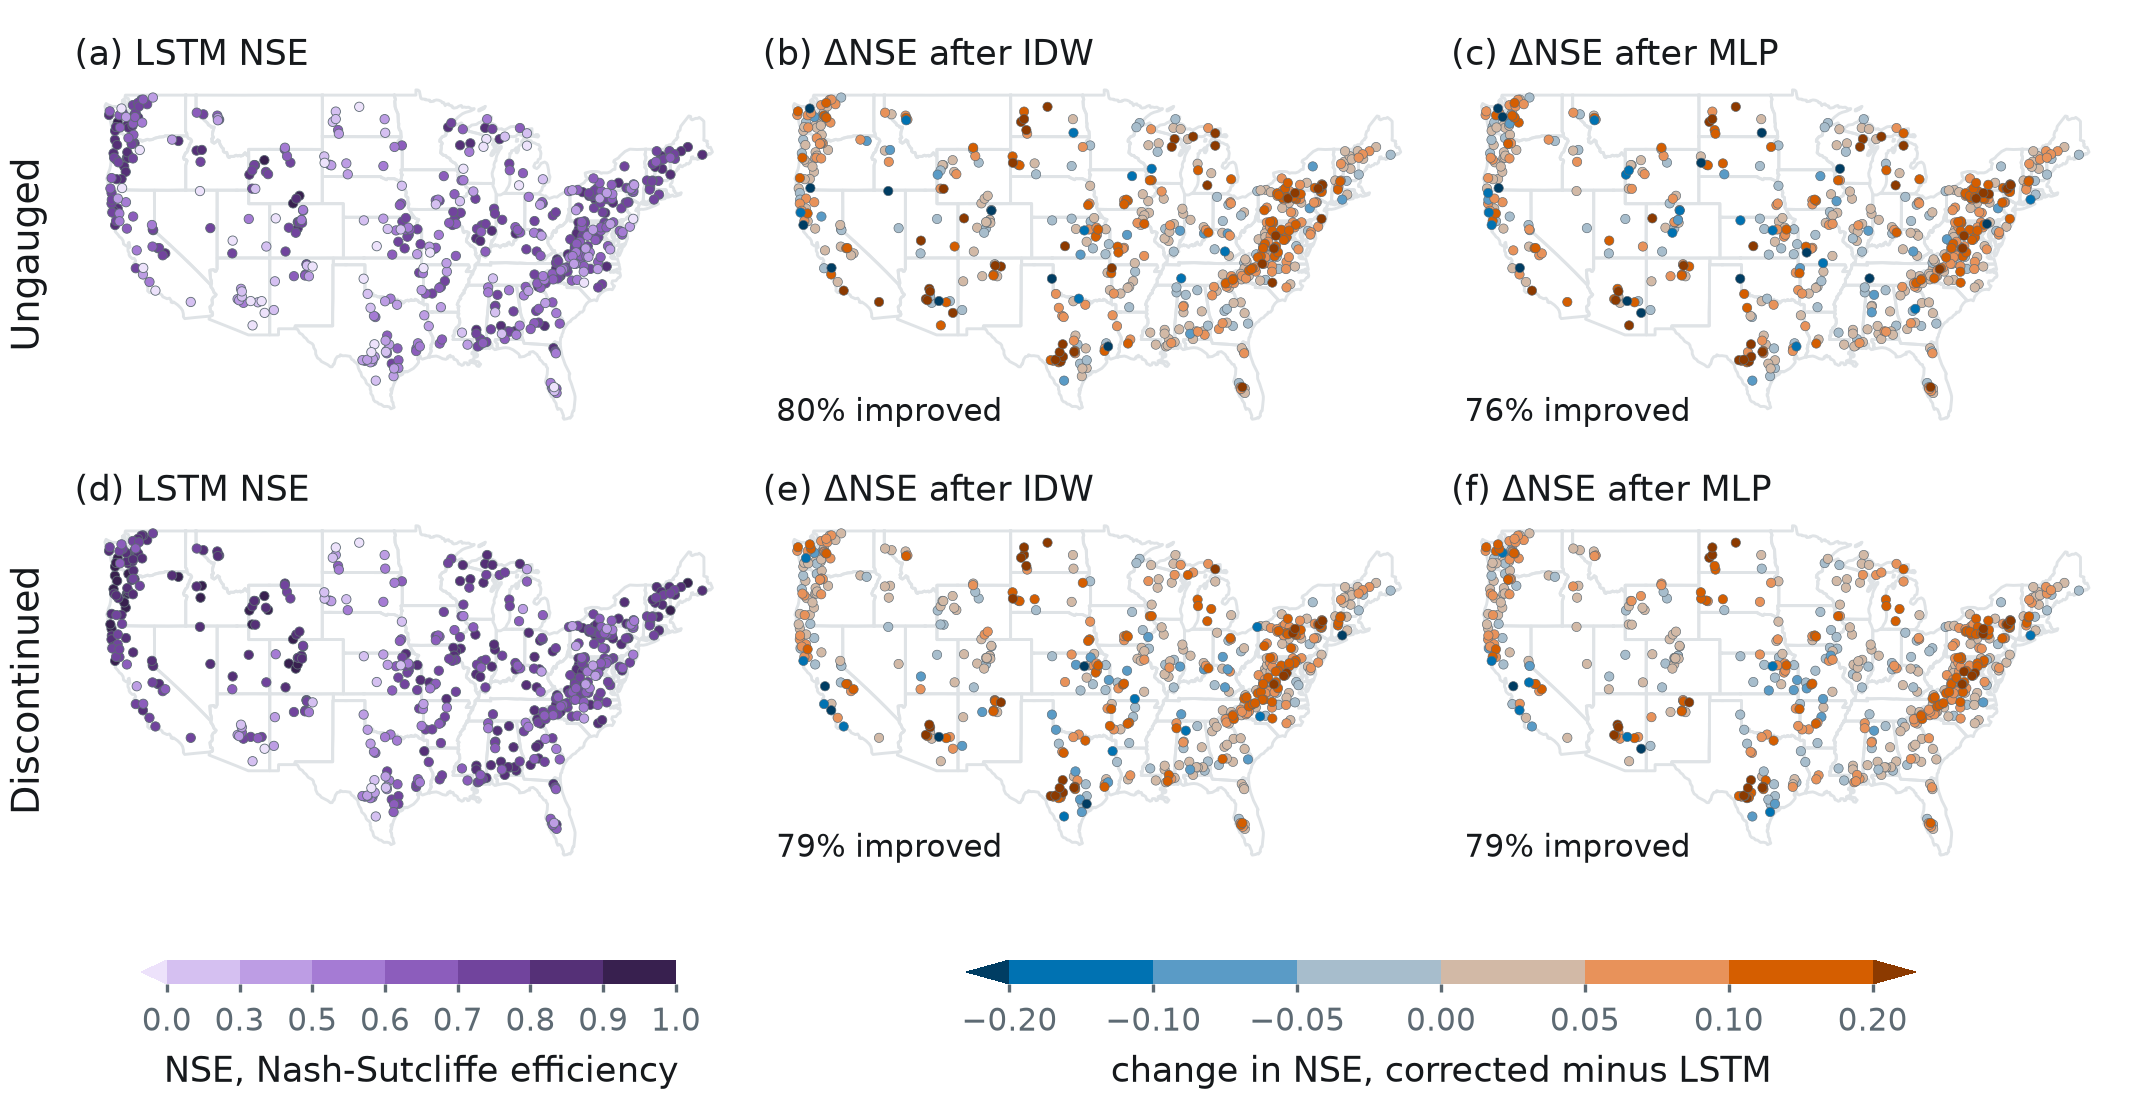 (a) LSTM NSE
(b) ΔNSE after IDW
(c) ΔNSE after MLP
Ungauged
80% improved
76% improved
(d) LSTM NSE
(e) ΔNSE after IDW
(f) ΔNSE after MLP
Discontinued
79% improved
79% improved
0.0 0.3 0.5 0.6 0.7 0.8 0.9 1.0
NSE, Nash-Sutcliffe efficiency
−0.20 −0.10 −0.05 0.00 0.05 0.10 0.20
change in NSE, corrected minus LSTM